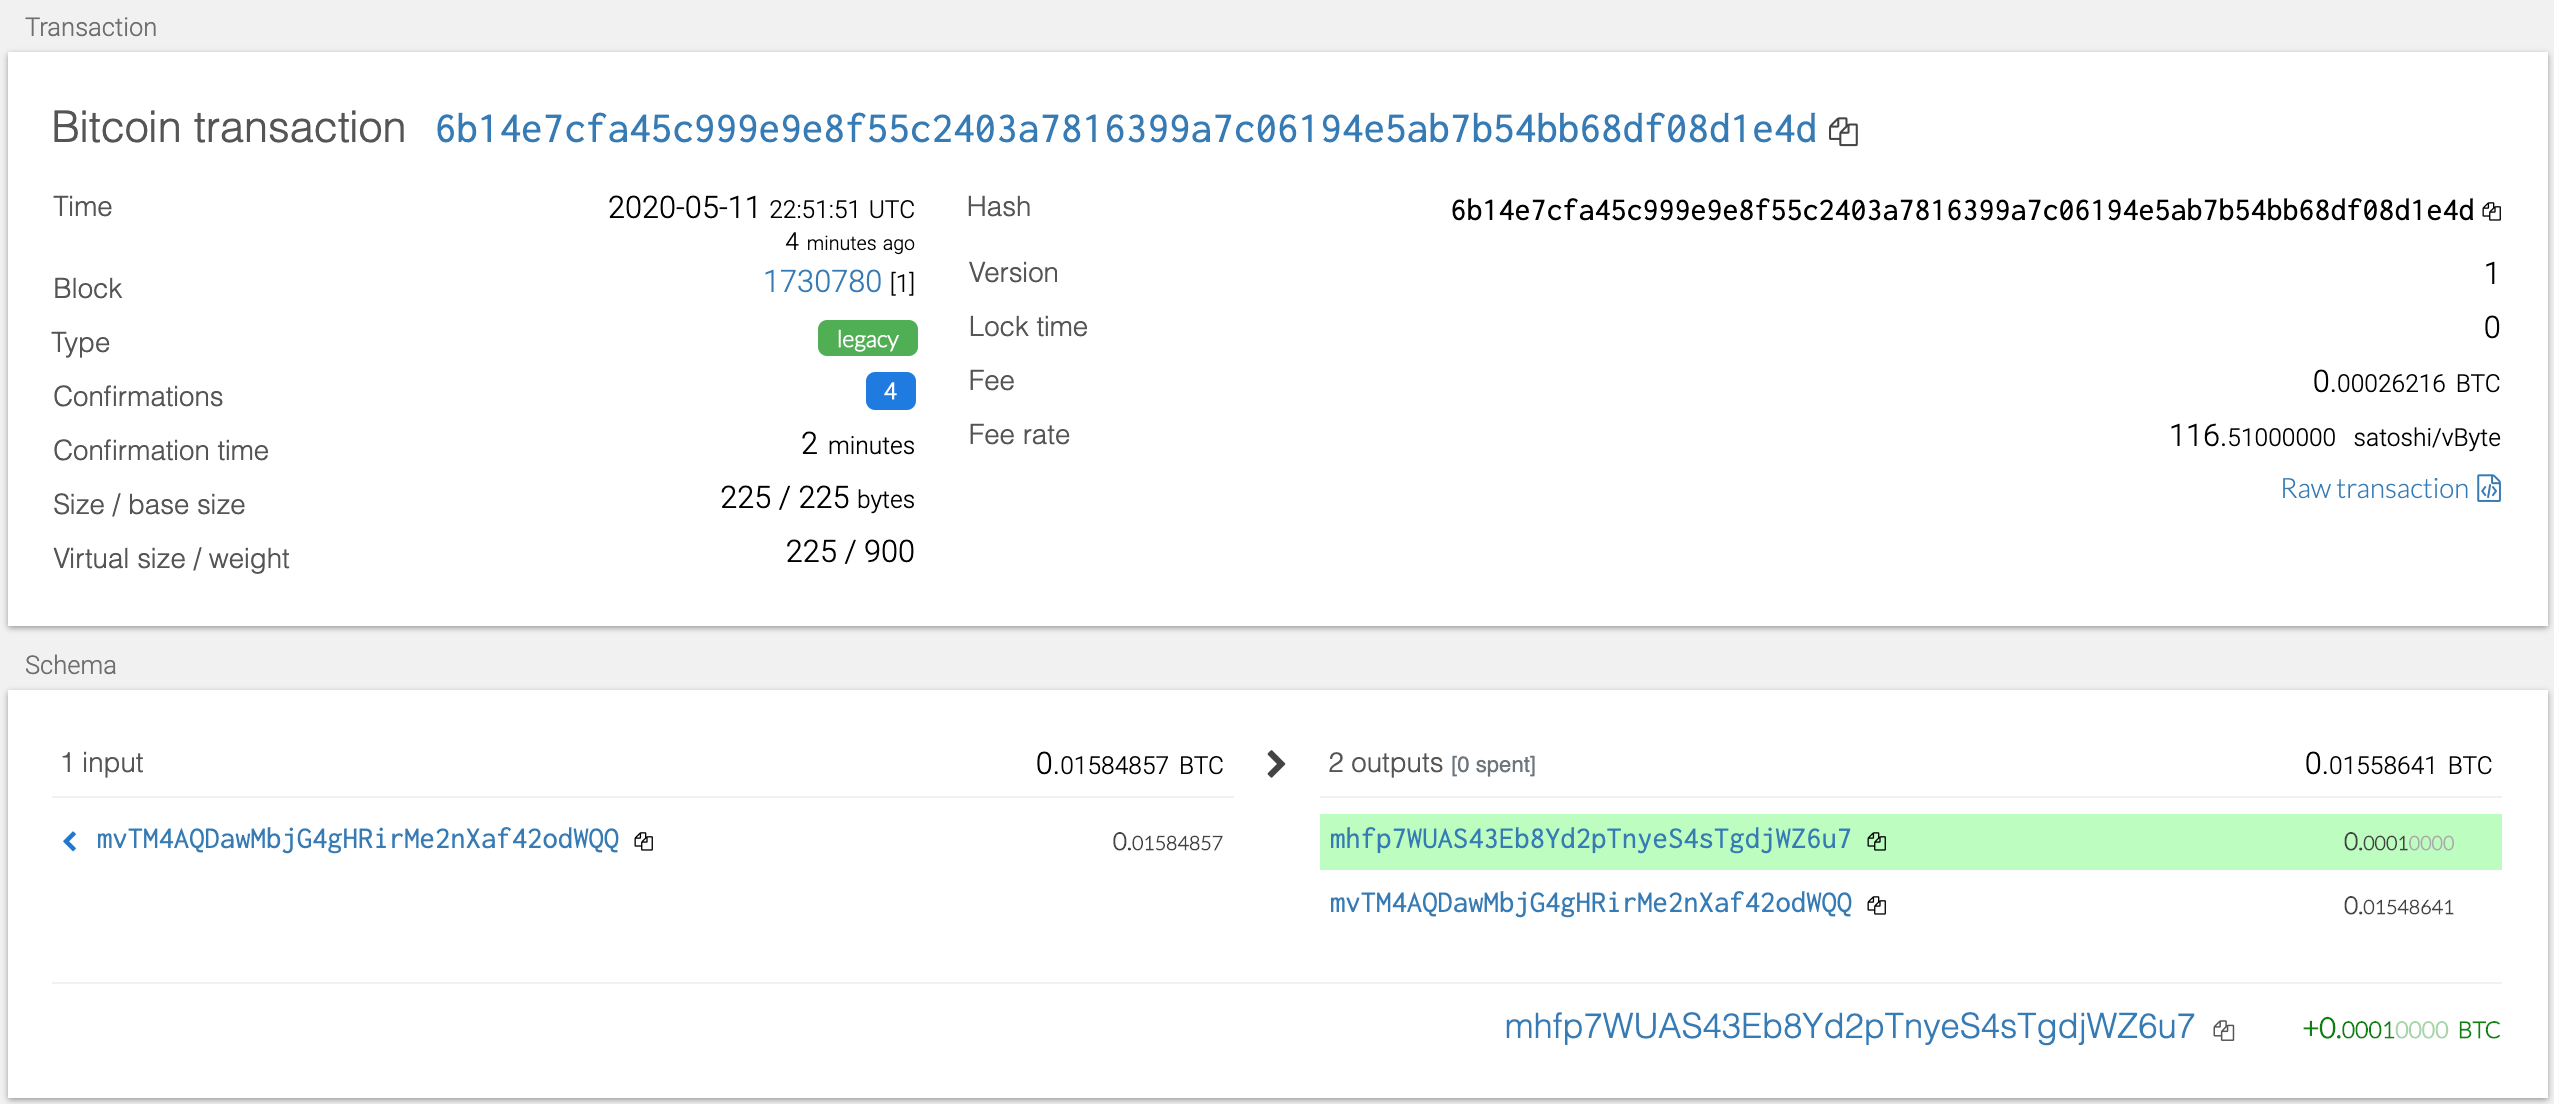 Transaction
Bitcoin transaction 6b14e7cfa45c999e9e8f55c2403a7816399a7c06194e5ab7b54bb68df08d1e4d
Time 2020-05-11 22:51:51 UTC
4 minutes ago
Block 1730780 [1]
Type legacy
Confirmations 4
Confirmation time 2 minutes
Size / base size 225 / 225 bytes
Virtual size / weight 225 / 900
Hash 6b14e7cfa45c999e9e8f55c2403a7816399a7c06194e5ab7b54bb68df08d1e4d
Version 1
Lock time 0
Fee 0.00026216 BTC
Fee rate 116.51000000 satoshi/vByte
Raw transaction
Schema
1 input 0.01584857 BTC
mvTM4AQDawMbjG4gHRirMe2nXaf42odWQQ 0.01584857
2 outputs [0 spent] 0.01558641 BTC
mhfp7WUAS43Eb8Yd2pTnyeS4sTgdjWZ6u7 0.00010000
mvTM4AQDawMbjG4gHRirMe2nXaf42odWQQ 0.01548641
mhfp7WUAS43Eb8Yd2pTnyeS4sTgdjWZ6u7 +0.00010000 BTC